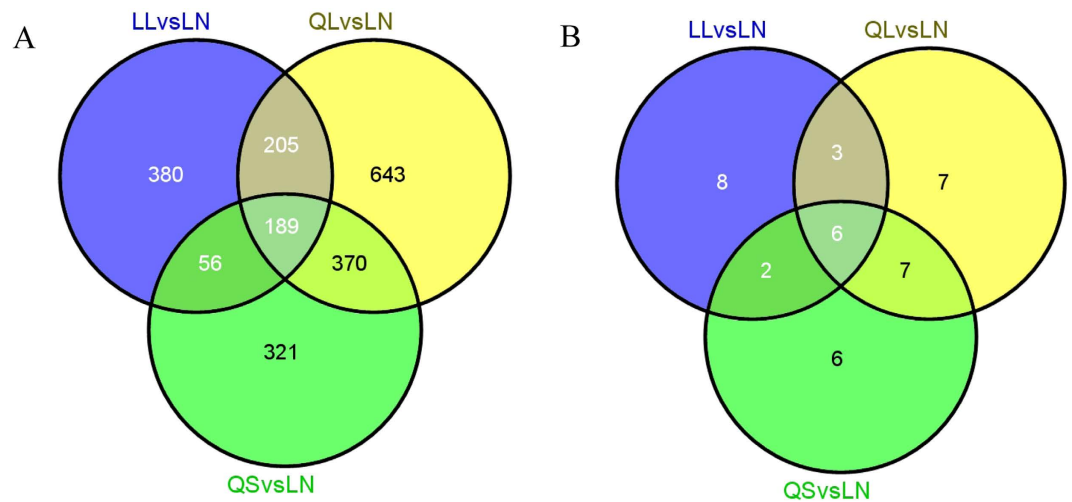 A
LLvsLN
QLvsLN
205
380
643
189
56
370
321
QSvsLN
B
LLvsLN
QLvsLN
3
8
7
6
2
7
6
QSvsLN